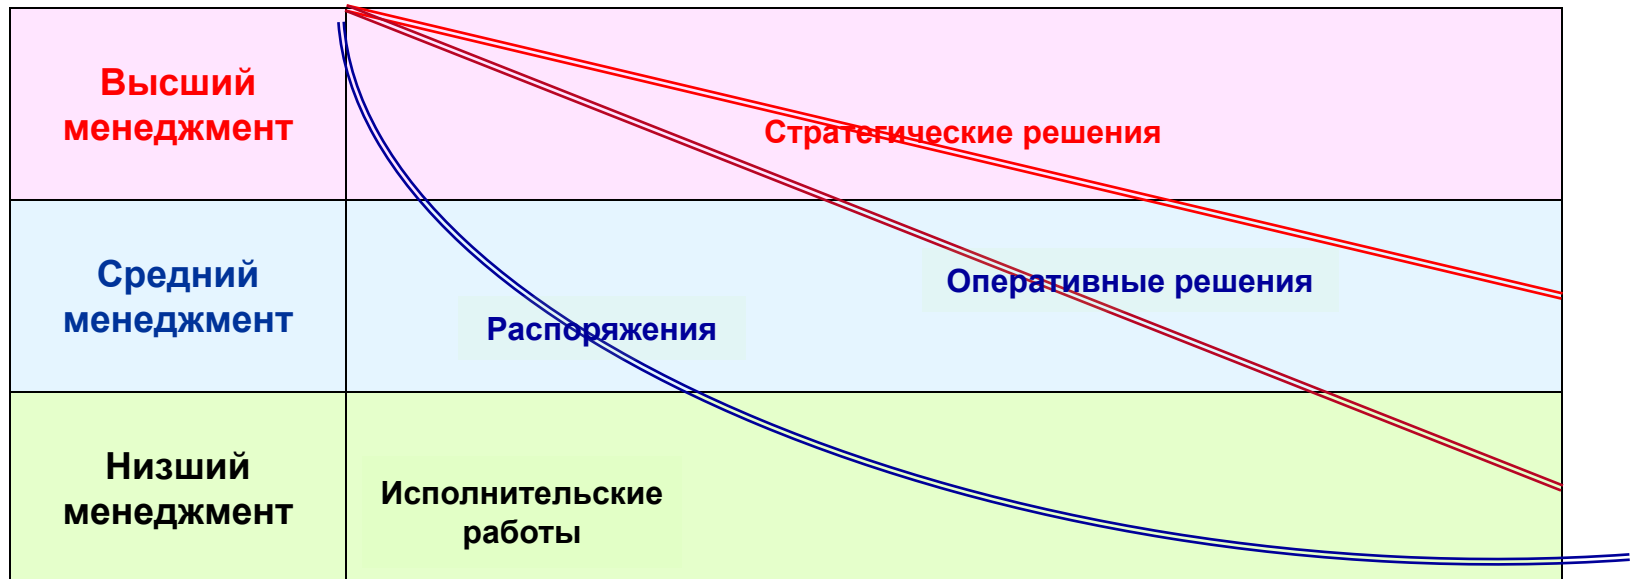 Высший
менеджмент
Стратегические решения
Средний
менеджмент
Оперативные решения
Распоряжения
Низший
менеджмент
Исполнительские
работы